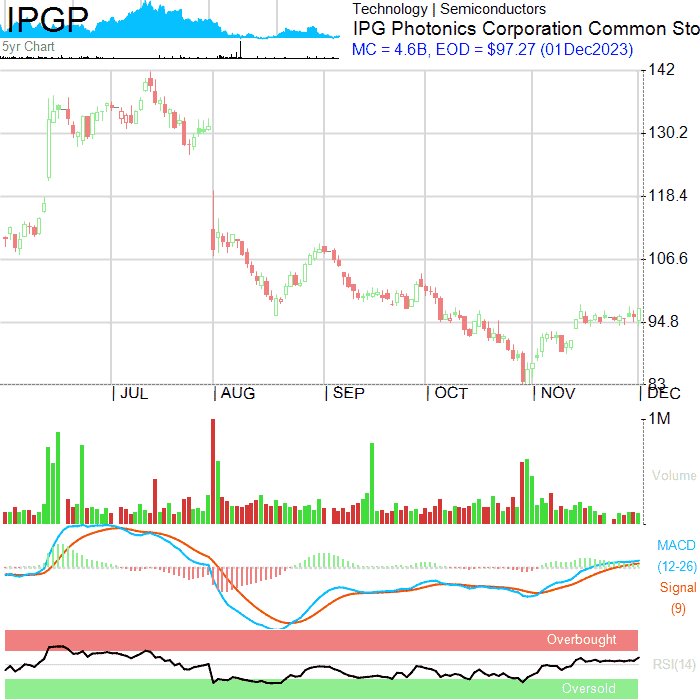 IPGP
5yr Chart
Technology | Semiconductors
IPG Photonics Corporation Common Sto
MC = 4.6B, EOD = $97.27 (01Dec2023)
142
130.2
118.4
106.6
94.8
83
JUL
AUG
SEP
OCT
NOV
DEC
1M
Volume
MACD
(12-26)
Signal
(9)
Overbought
RSI(14)
Oversold